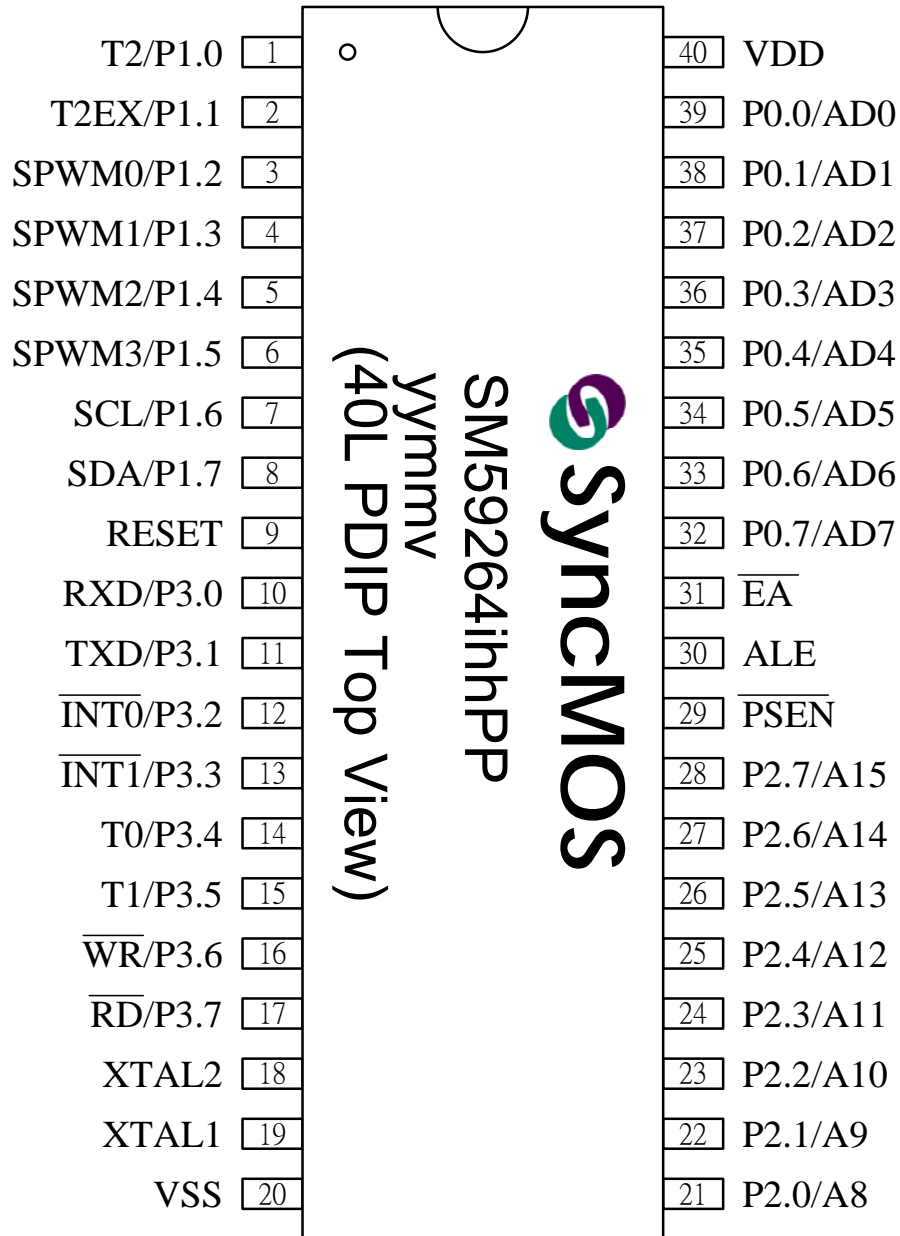 T2/P1.0 1
T2EX/P1.1 2
SPWM0/P1.2 3
SPWM1/P1.3 4
SPWM2/P1.4 5
SPWM3/P1.5 6
SCL/P1.6 7
SDA/P1.7 8
RESET 9
RXD/P3.0 10
TXD/P3.1 11
I̅N̅T̅0̅/P3.2 12
I̅N̅T̅1̅/P3.3 13
T0/P3.4 14
T1/P3.5 15
W̅R̅/P3.6 16
R̅D̅/P3.7 17
XTAL2 18
XTAL1 19
VSS 20
SyncMOS
SM59264ihhPP
yymmv
(40L PDIP Top View)
40 VDD
39 P0.0/AD0
38 P0.1/AD1
37 P0.2/AD2
36 P0.3/AD3
35 P0.4/AD4
34 P0.5/AD5
33 P0.6/AD6
32 P0.7/AD7
31 E̅A̅
30 ALE
29 P̅S̅E̅N̅
28 P2.7/A15
27 P2.6/A14
26 P2.5/A13
25 P2.4/A12
24 P2.3/A11
23 P2.2/A10
22 P2.1/A9
21 P2.0/A8